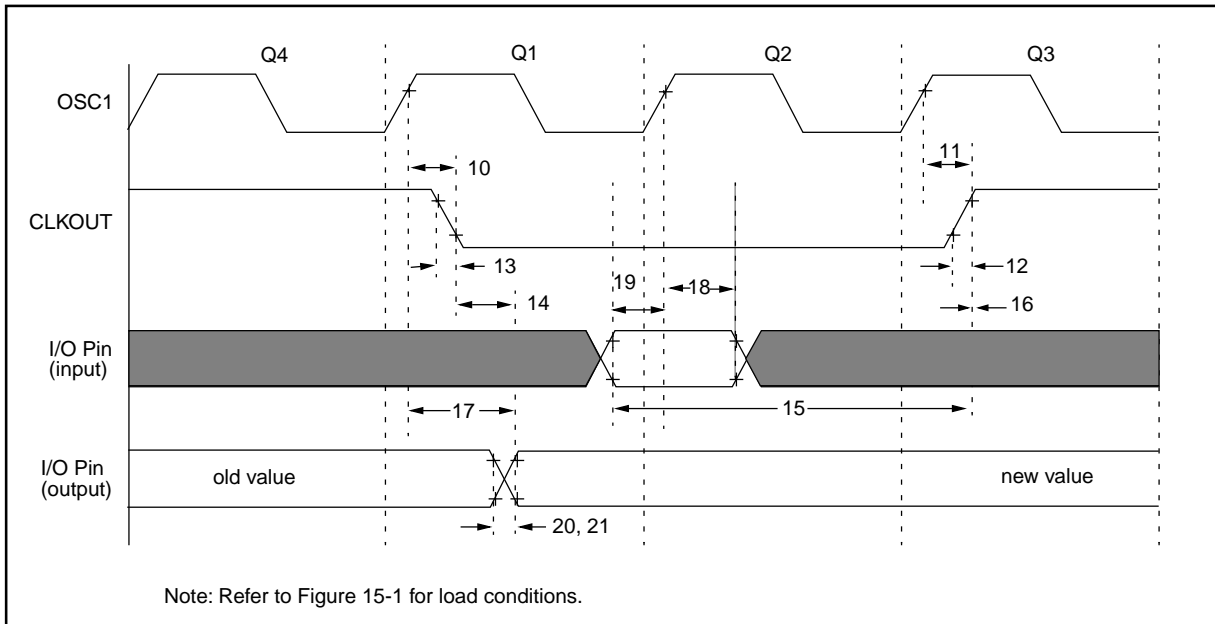 Q4 Q1 Q2 Q3
OSC1
11
10
CLKOUT
13 12
19 18
14 16
I/O Pin
(input)
17 15
I/O Pin
(output)
old value new value
20, 21
Note: Refer to Figure 15-1 for load conditions.